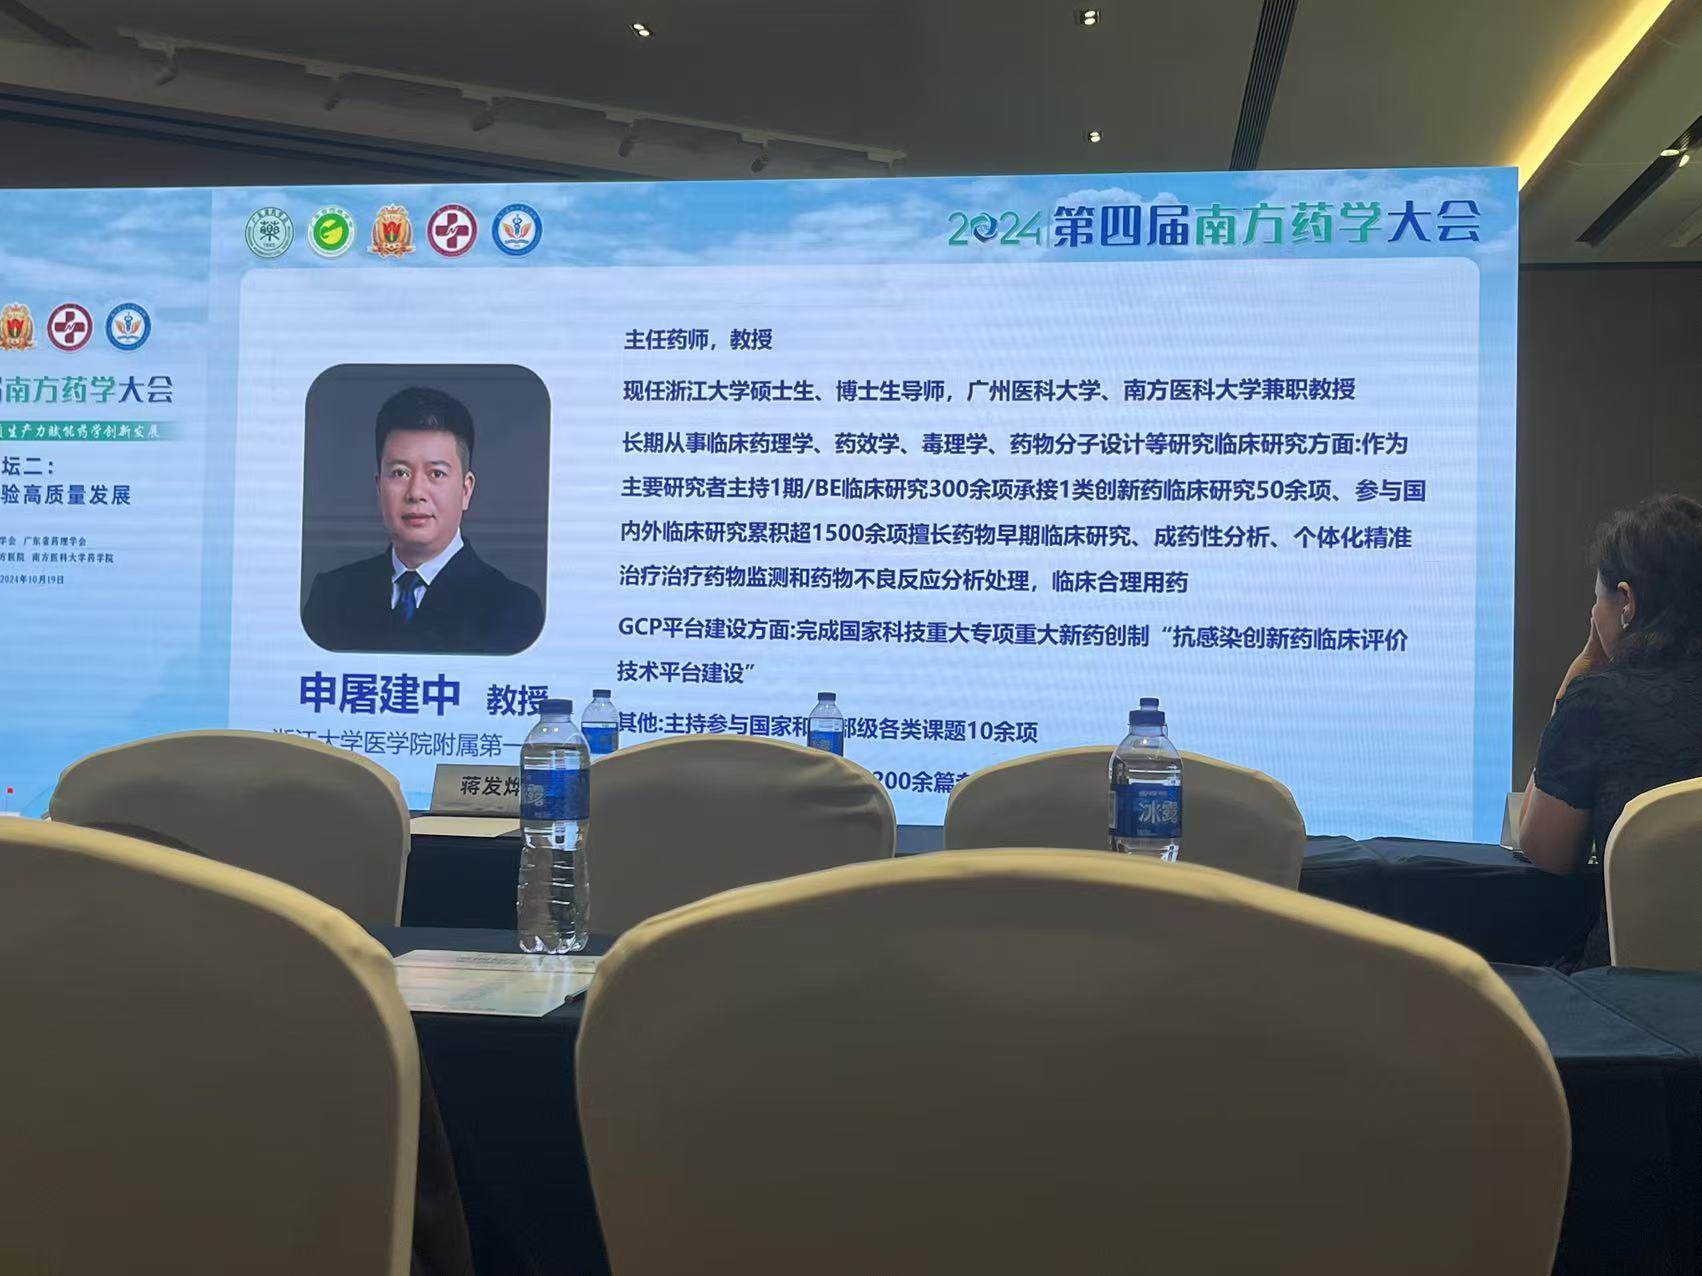 2024 第四届南方药学大会
南方药学大会
生产力赋能药学创新发展
坛二：
验高质量发展
学会 广东省药理学会
方医院 南方医科大学药学院
2024年10月19日
主任药师，教授
现任浙江大学硕士生、博士生导师，广州医科大学、南方医科大学兼职教授
长期从事临床药理学、药效学、毒理学、药物分子设计等研究临床研究方面:作为
主要研究者主持1期/BE临床研究300余项承接1类创新药临床研究50余项、参与国
内外临床研究累积超1500余项擅长药物早期临床研究、成药性分析、个体化精准
治疗治疗药物监测和药物不良反应分析处理，临床合理用药
GCP平台建设方面:完成国家科技重大专项重大新药创制“抗感染创新药临床评价
技术平台建设”
其他:主持参与国家和 部级各类课题10余项
200余篇
申屠建中 教授
浙江大学医学院附属第一
蒋发烨
冰露